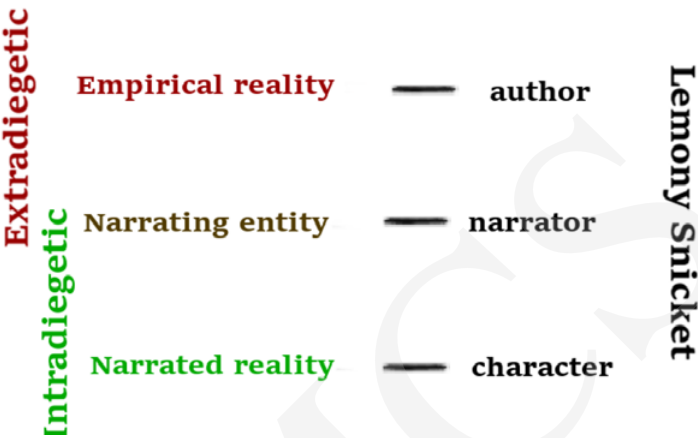 Extradiegetic
Intradiegetic
Empirical reality — author
Narrating entity — narrator
Narrated reality — character
Lemony Snicket